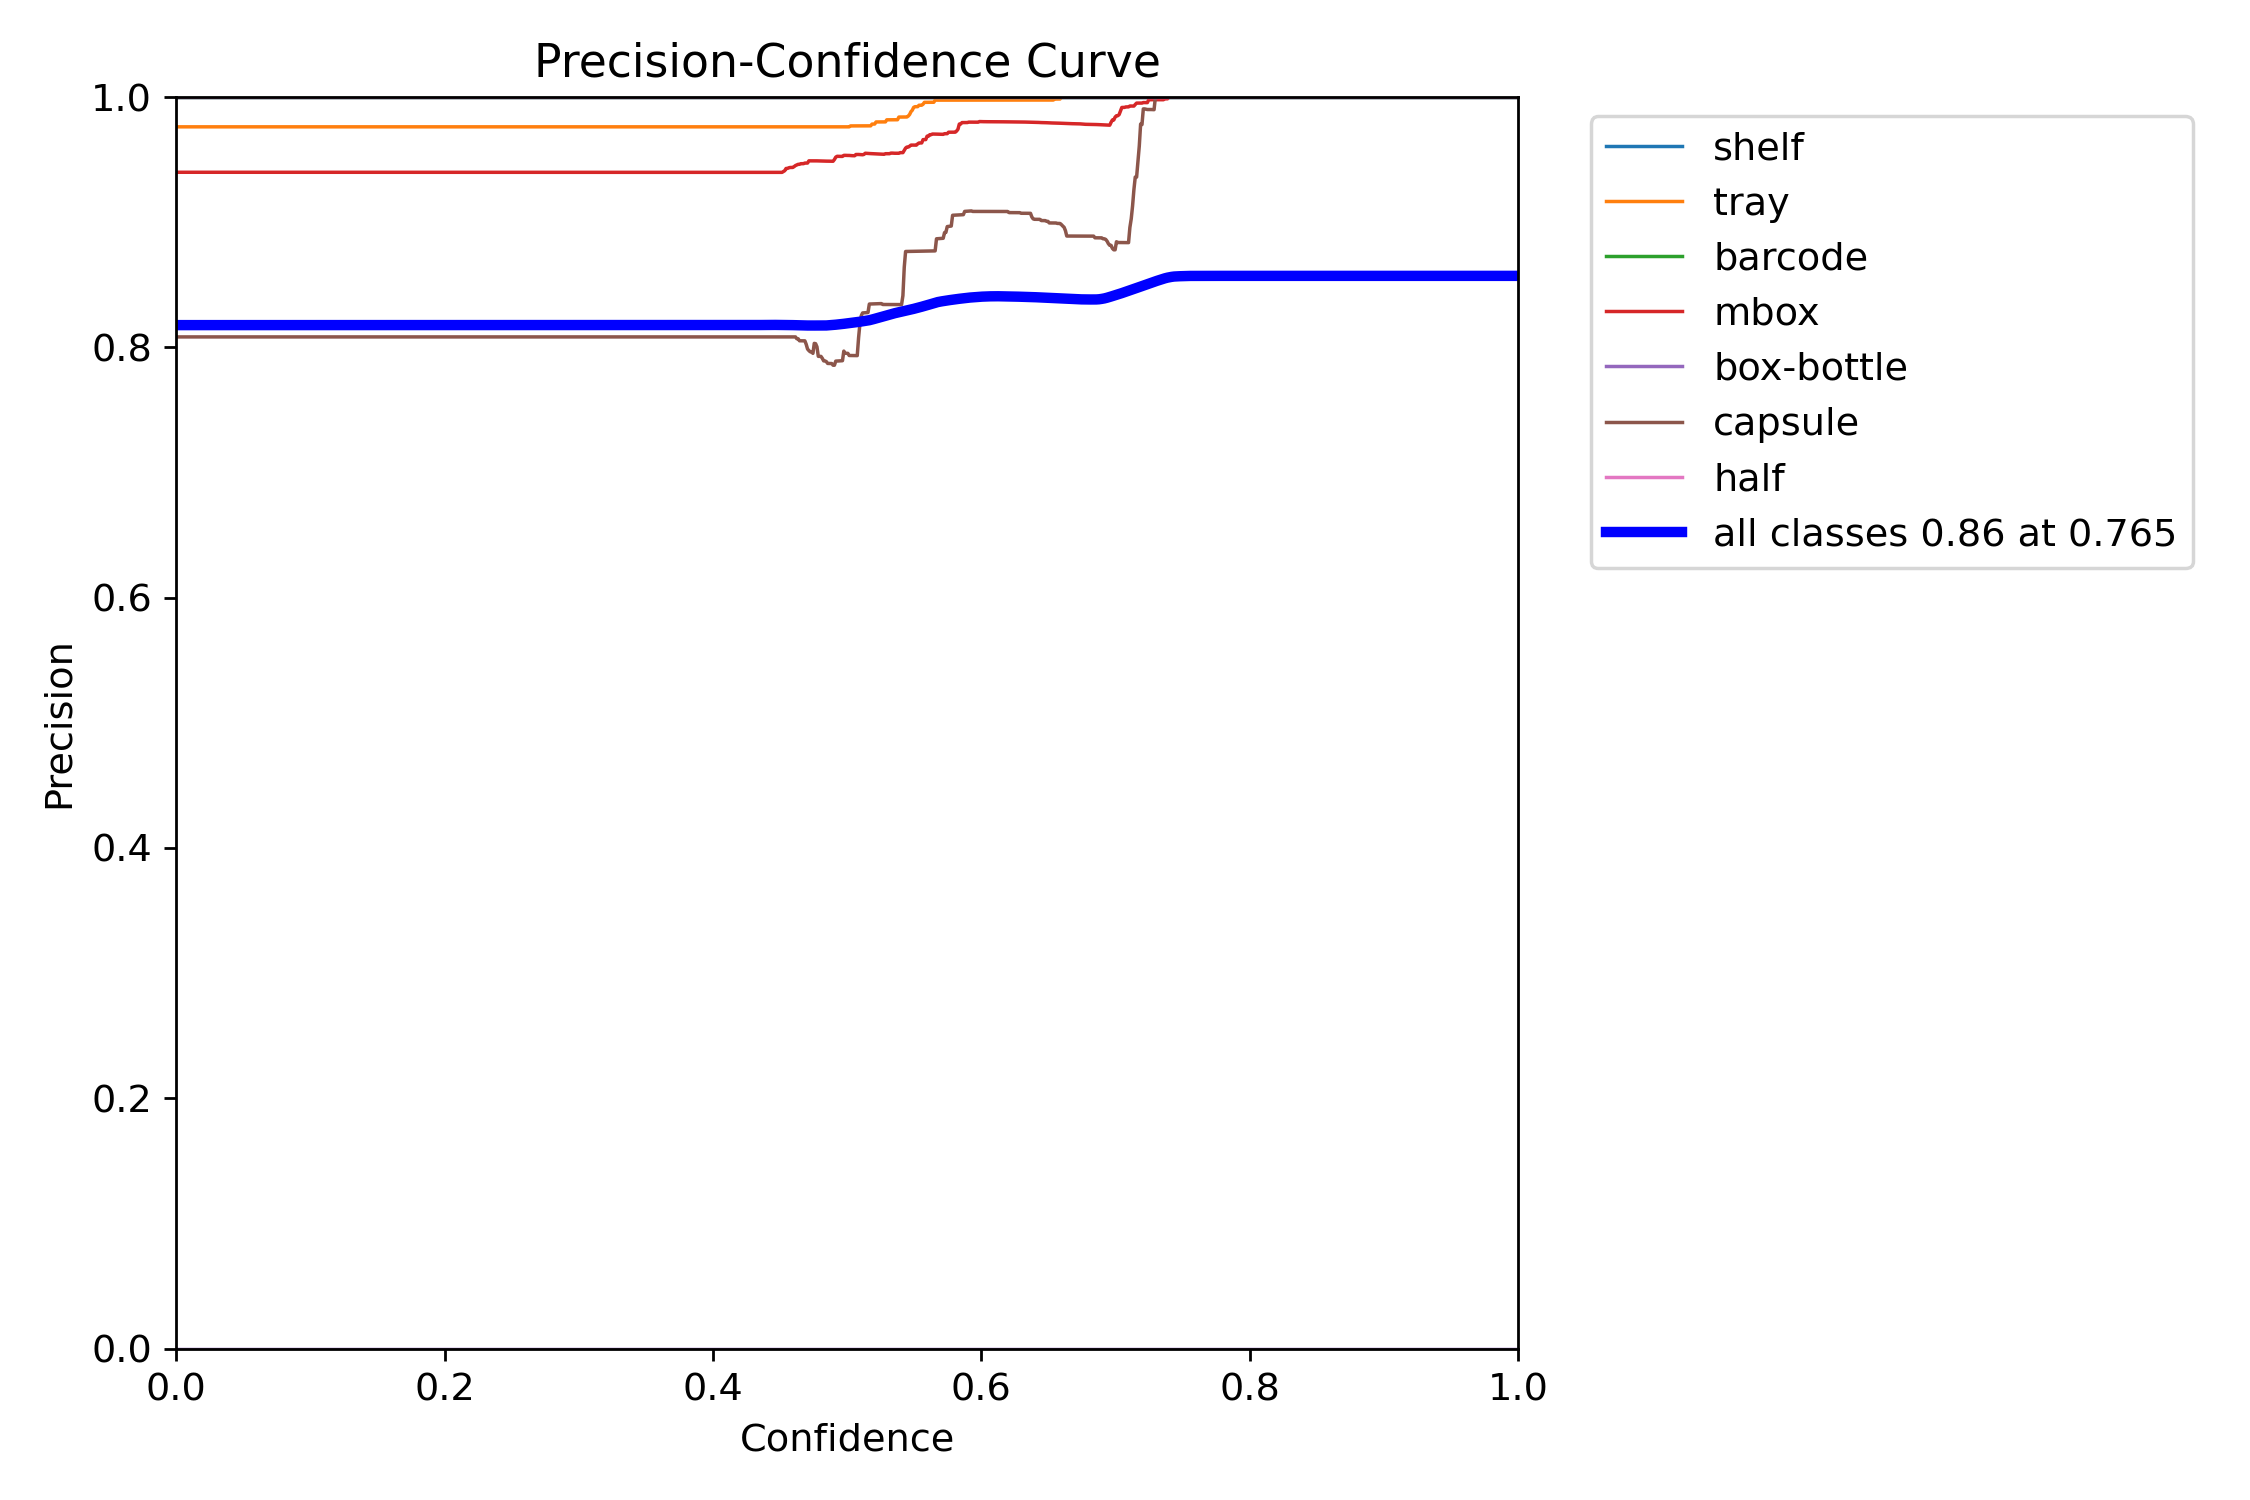 Precision-Confidence Curve
1.0
0.8
0.6
0.4
0.2
0.0
Precision
0.0 0.2 0.4 0.6 0.8 1.0
Confidence
shelf
tray
barcode
mbox
box-bottle
capsule
half
all classes 0.86 at 0.765